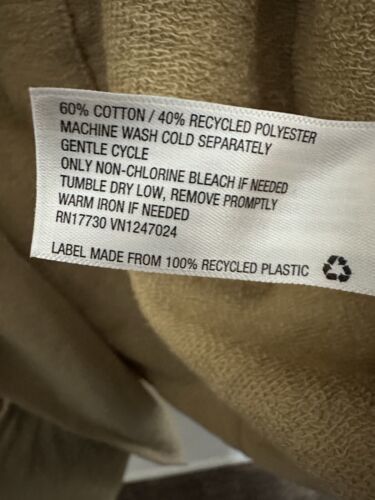 60% COTTON / 40% RECYCLED POLYESTER
MACHINE WASH COLD SEPARATELY
GENTLE CYCLE
ONLY NON-CHLORINE BLEACH IF NEEDED
TUMBLE DRY LOW, REMOVE PROMPTLY
WARM IRON IF NEEDED
RN17730 VN1247024
LABEL MADE FROM 100% RECYCLED PLASTIC